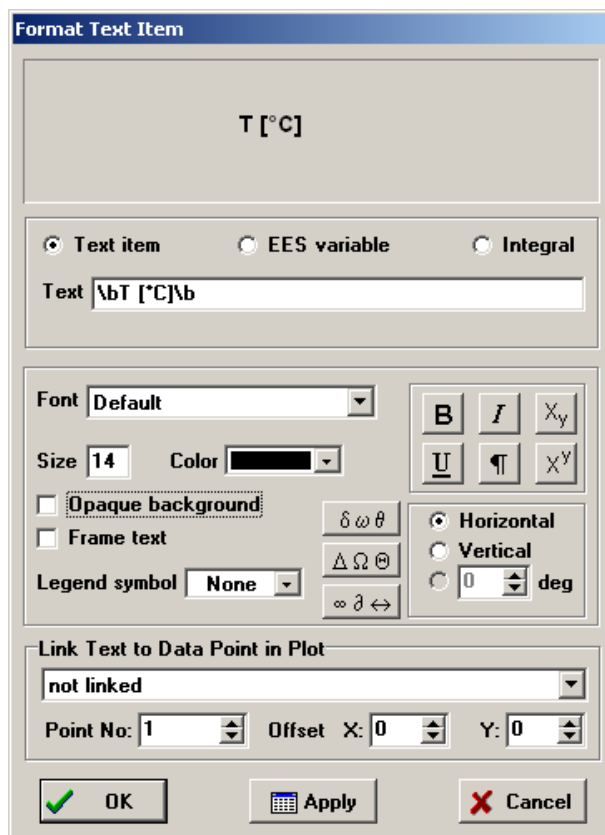 Format Text Item
T [°C]
Text item EES variable Integral
Text \bT [*C]\b
Font Default
B I Xy
Size 14 Color
U ¶ Xʸ
Opaque background
δ ω θ
Horizontal
Frame text
Vertical
Δ Ω Θ
Legend symbol None
0 deg
∞ ∂ ↔
Link Text to Data Point in Plot
not linked
Point No: 1 Offset X: 0 Y: 0
OK Apply Cancel